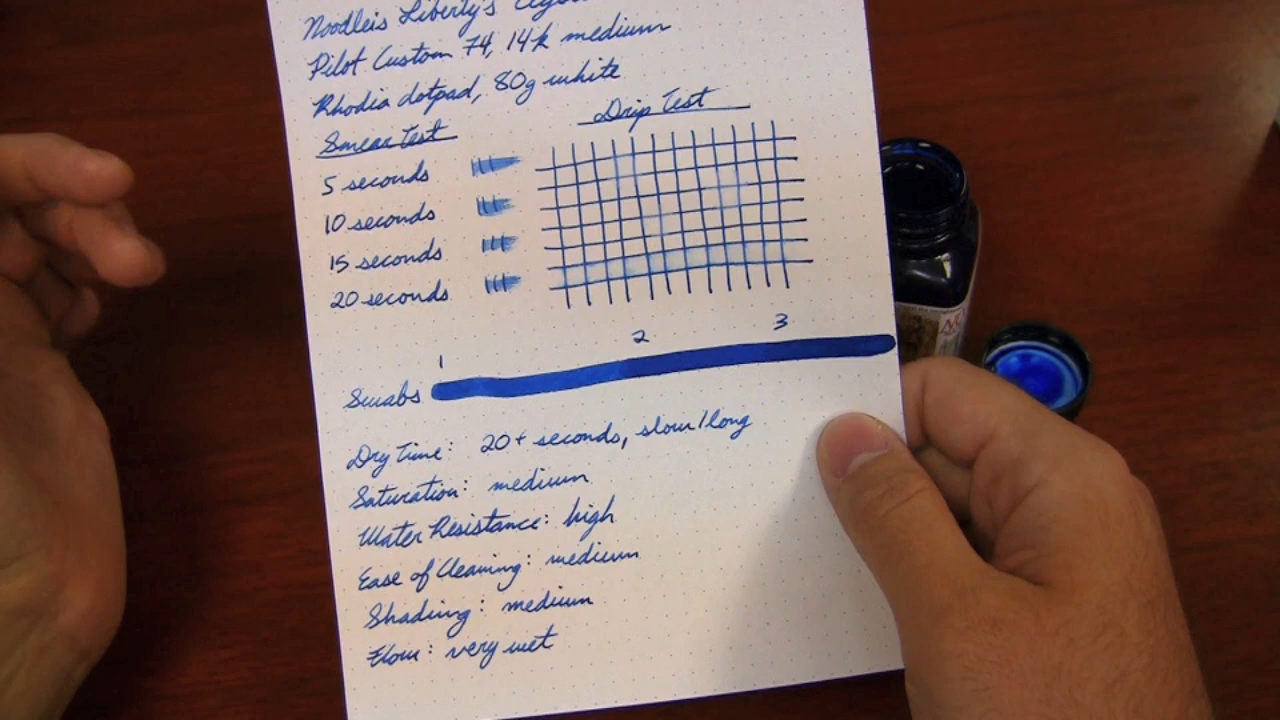 Noodler's Liberty's
Pilot Custom 74, 14k medium
Rhodia dotpad, 80g white
Smear Test
Drip Test
5 seconds
10 seconds
15 seconds
20 seconds
1 2 3
Swabs
Dry Time: 20+ seconds, slow/long
Saturation: medium
Water Resistance: high
Ease of Cleaning: medium
Shading: medium
Flow: very wet